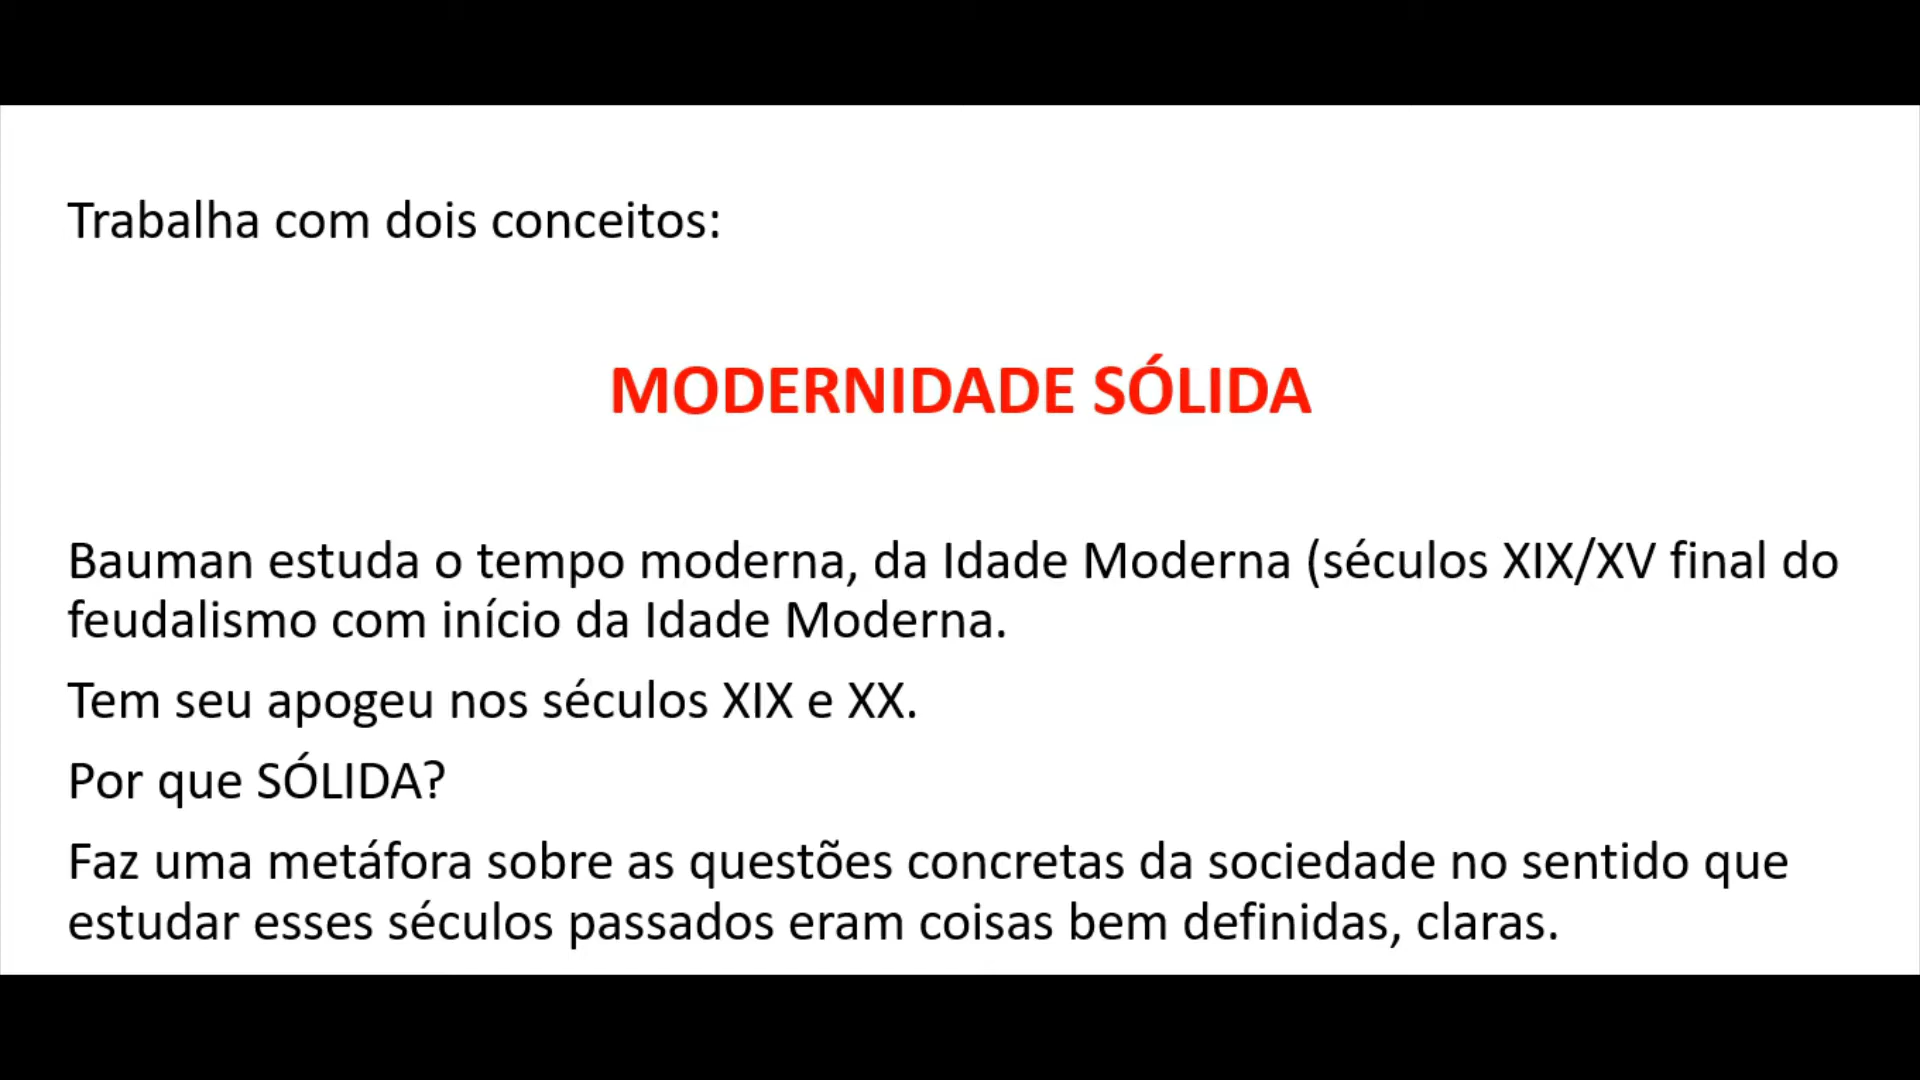 Trabalha com dois conceitos:
MODERNIDADE SÓLIDA
Bauman estuda o tempo moderna, da Idade Moderna (séculos XIX/XV final do
feudalismo com início da Idade Moderna.
Tem seu apogeu nos séculos XIX e XX.
Por que SÓLIDA?
Faz uma metáfora sobre as questões concretas da sociedade no sentido que
estudar esses séculos passados eram coisas bem definidas, claras.